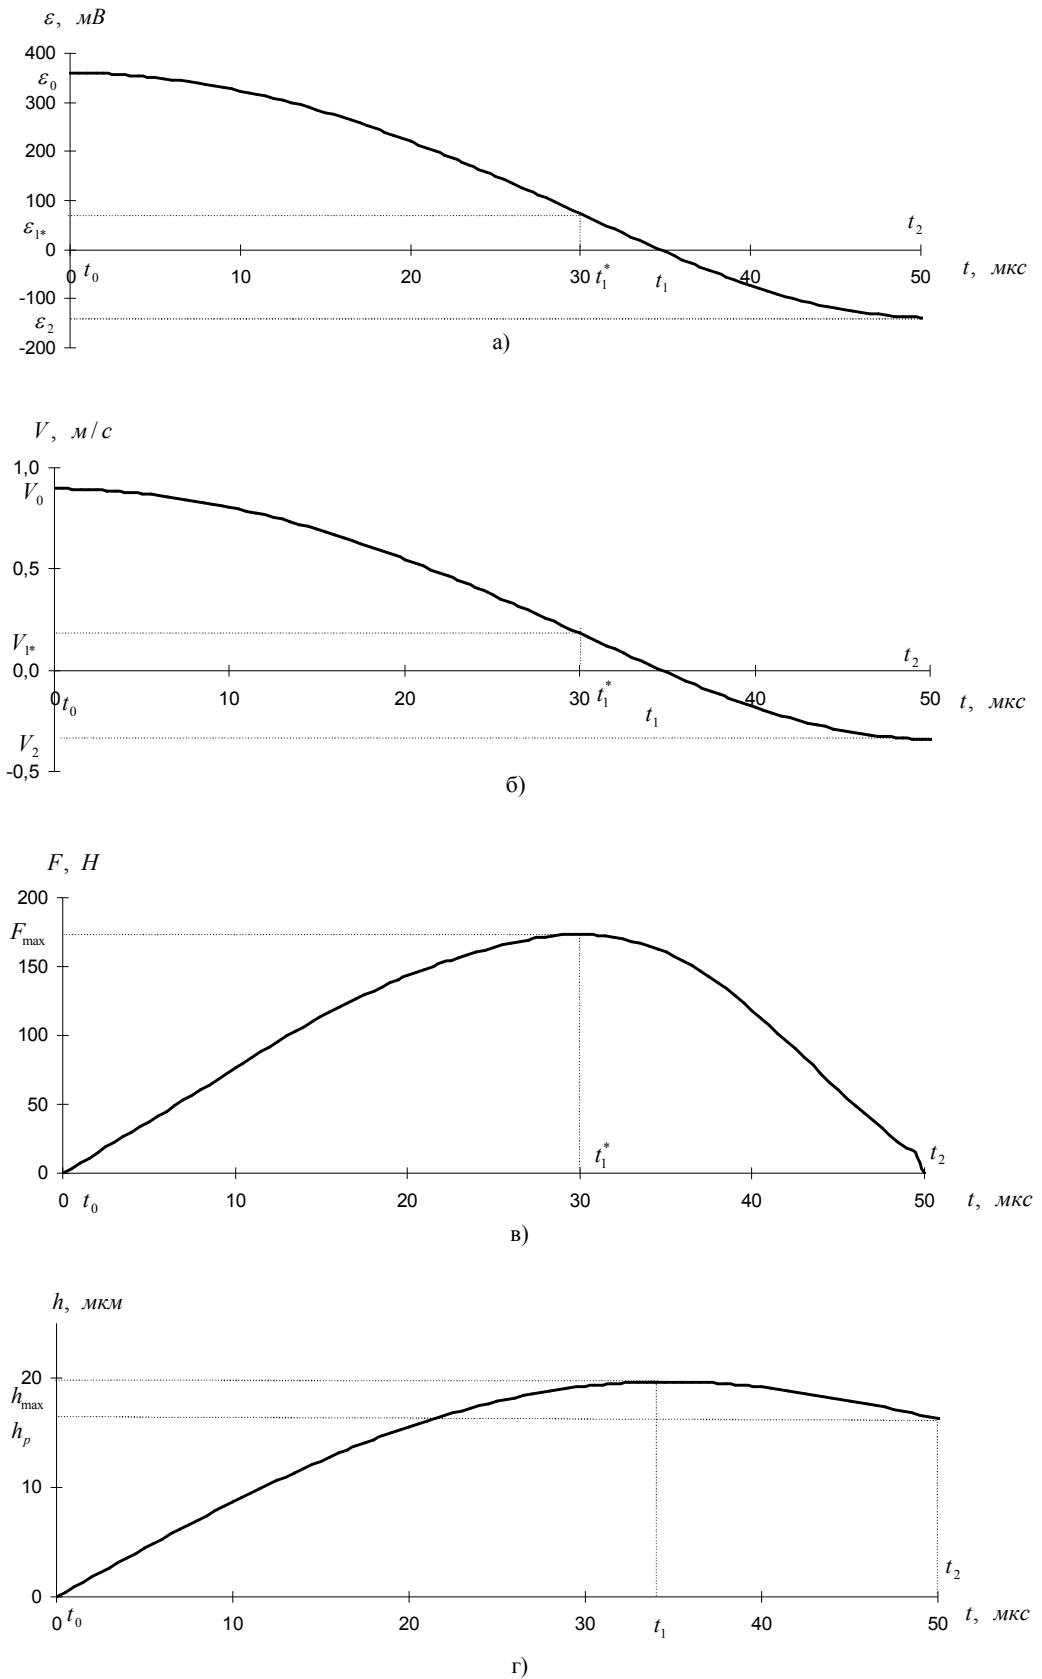 ε, мВ
400
ε₀
300
200
100
ε₁*
0
t₂
0 t₀ 10 20 30 t₁* t₁ 40 50 t, мкс
-100
ε₂
-200
а)
V, м/с
1,0
V₀
0,5
V₁*
0,0
t₂
0 t₀ 10 20 30 t₁* t₁ 40 50 t, мкс
V₂
-0,5
б)
F, Н
200
Fmax
150
100
50
t₁* t₂
0
0 t₀ 10 20 30 40 50 t, мкс
в)
h, мкм
20
hmax
hp
10
t₂
0
0 t₀ 10 20 30 t₁ 40 50 t, мкс
г)